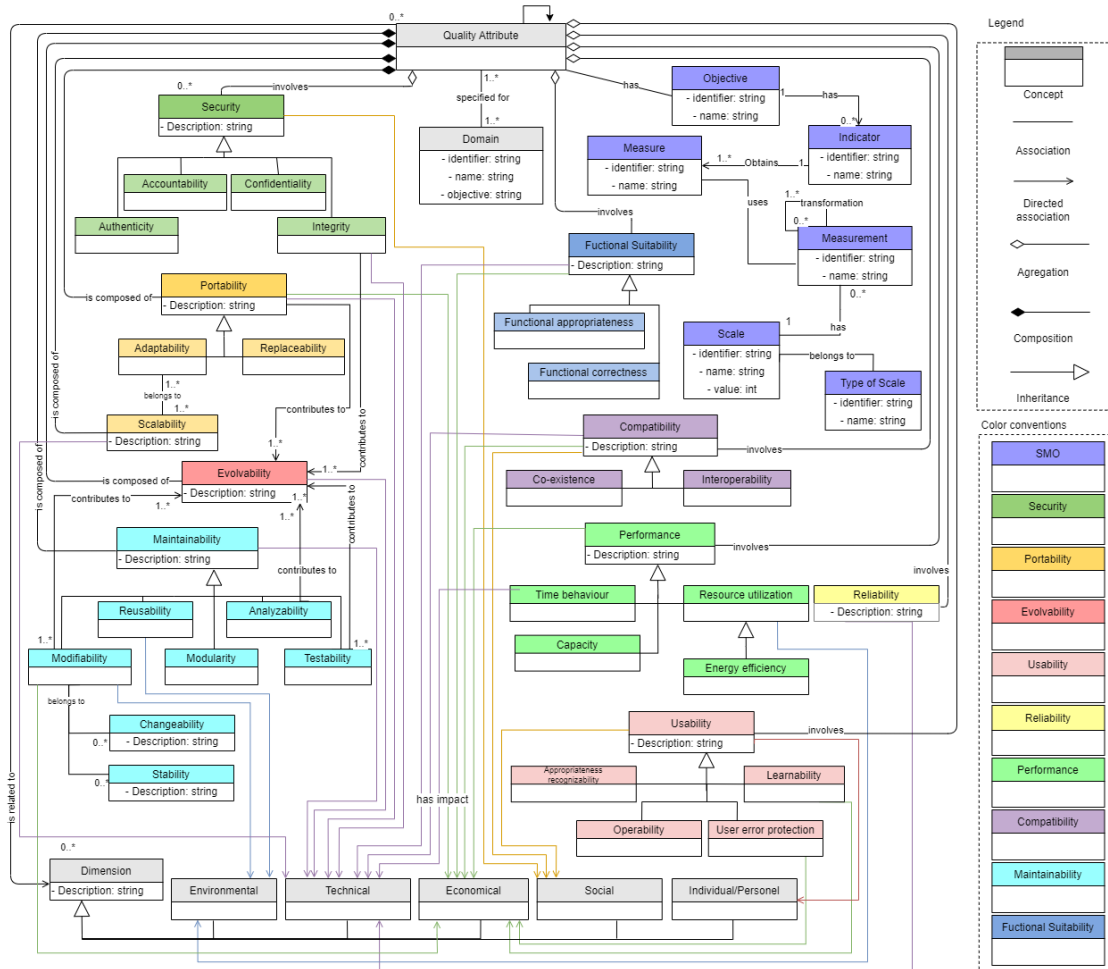 0..*
Quality Attribute
Legend
Concept
Association
Directed
association
Agregation
Composition
Inheritance
0..*
involves
Security
- Description: string
1..*
specified for
1..*
Domain
- identifier: string
- name: string
- objective: string
has
Objective
- identifier: string
- name: string
1
has
0..*
Indicator
- identifier: string
- name: string
Measure
- identifier: string
- name: string
1..*
Obtains
1
uses
1..*
transformation
0..*
Measurement
- identifier: string
- name: string
0..*
Accountability
Confidentiality
Authenticity
Integrity
involves
Fuctional Suitability
- Description: string
Functional appropriateness
Functional correctness
is composed of
Portability
- Description: string
Adaptability
Replaceability
1..*
belongs to
1..*
Scalability
- Description: string
is composed of
Scale
- identifier: string
- name: string
- value: int
1
has
belongs to
Type of Scale
- identifier: string
- name: string
contributes to
1..*
contributes to
1..*
Evolvability
- Description: string
is composed of
is composed of
contributes to
1..*
1..*
1..*
contributes to
contributes to
Compatibility
- Description: string
involves
Co-existence
Interoperability
Maintainability
- Description: string
Reusability
Analyzability
1..*
Modifiability
Modularity
1..*
Testability
belongs to
0..*
Changeability
- Description: string
0..*
Stability
- Description: string
Performance
- Description: string
involves
Time behaviour
Resource utilization
Capacity
Energy efficiency
involves
Reliability
- Description: string
Usability
- Description: string
involves
Appropriateness
recognizability
Learnability
Operability
User error protection
has impact
is related to
0..*
Dimension
- Description: string
Environmental
Technical
Economical
Social
Individual/Personel
Color conventions
SMO
Security
Portability
Evolvability
Usability
Reliability
Performance
Compatibility
Maintainability
Fuctional Suitability